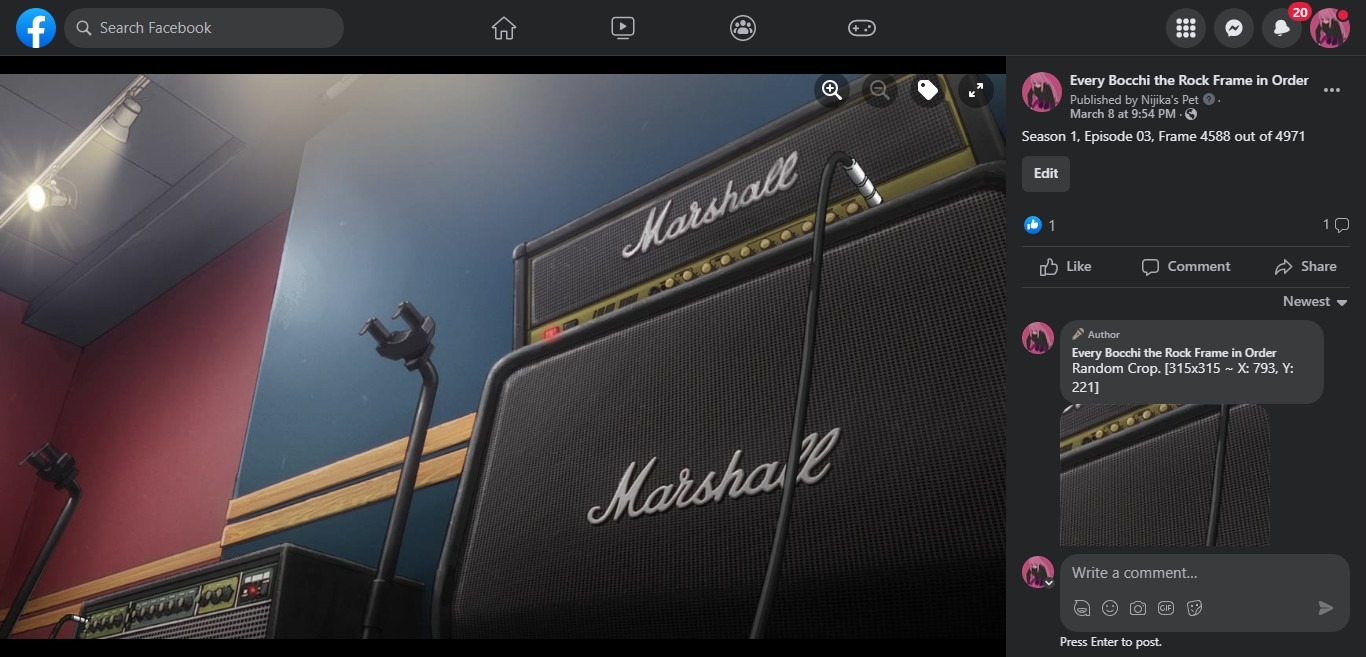 Search Facebook
20
Marshall
Marshall
Every Bocchi the Rock Frame in Order
Published by Nijika's Pet ·
March 8 at 9:54 PM ·
Season 1, Episode 03, Frame 4588 out of 4971
Edit
1
1
Like
Comment
Share
Newest
Author
Every Bocchi the Rock Frame in Order
Random Crop. [315x315 ~ X: 793, Y:
221]
Write a comment...
GIF
Press Enter to post.